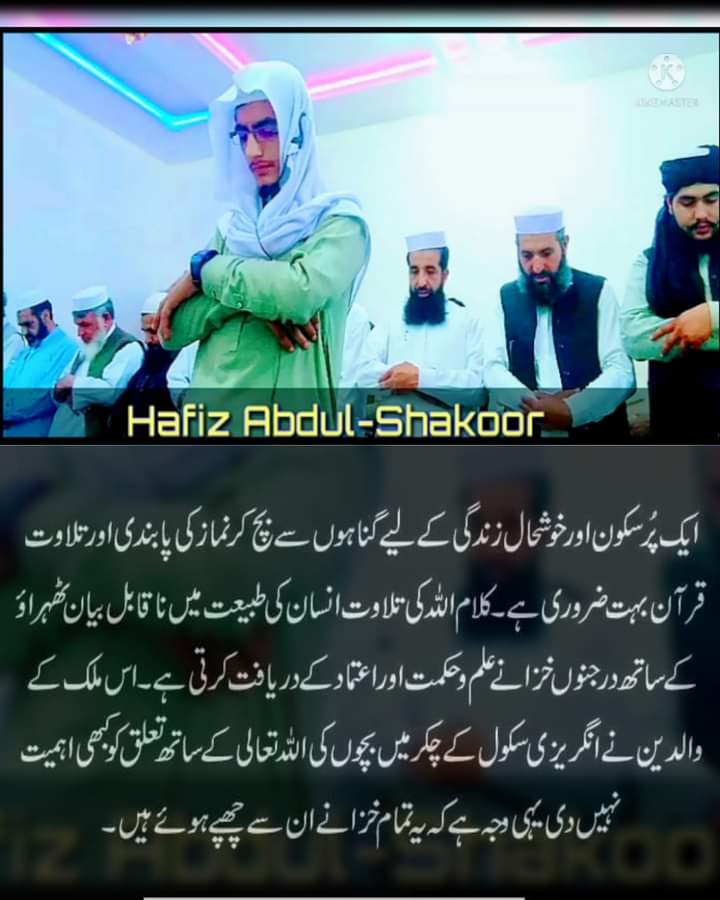 KINEMASTER
Hafiz Abdul-Shakoor
ایک پُرسکون اور خوشحال زندگی کے لیے گناہوں سے بچ کر نماز کی پابندی اور تلاوت
قرآن بہت ضروری ہے۔ کلام اللہ کی تلاوت انسان کی طبیعت میں ناقابل بیان ٹھہراؤ
کے ساتھ درجنوں خزانے علم و حکمت اور اعتماد کے دریافت کرتی ہے۔ اس ملک کے
والدین نے انگریزی سکول کے چکر میں بچوں کی اللہ تعالی کے ساتھ تعلق کو کبھی اہمیت
نہیں دی یہی وجہ ہے کہ یہ تمام خزانے ان سے چھپے ہوئے ہیں۔